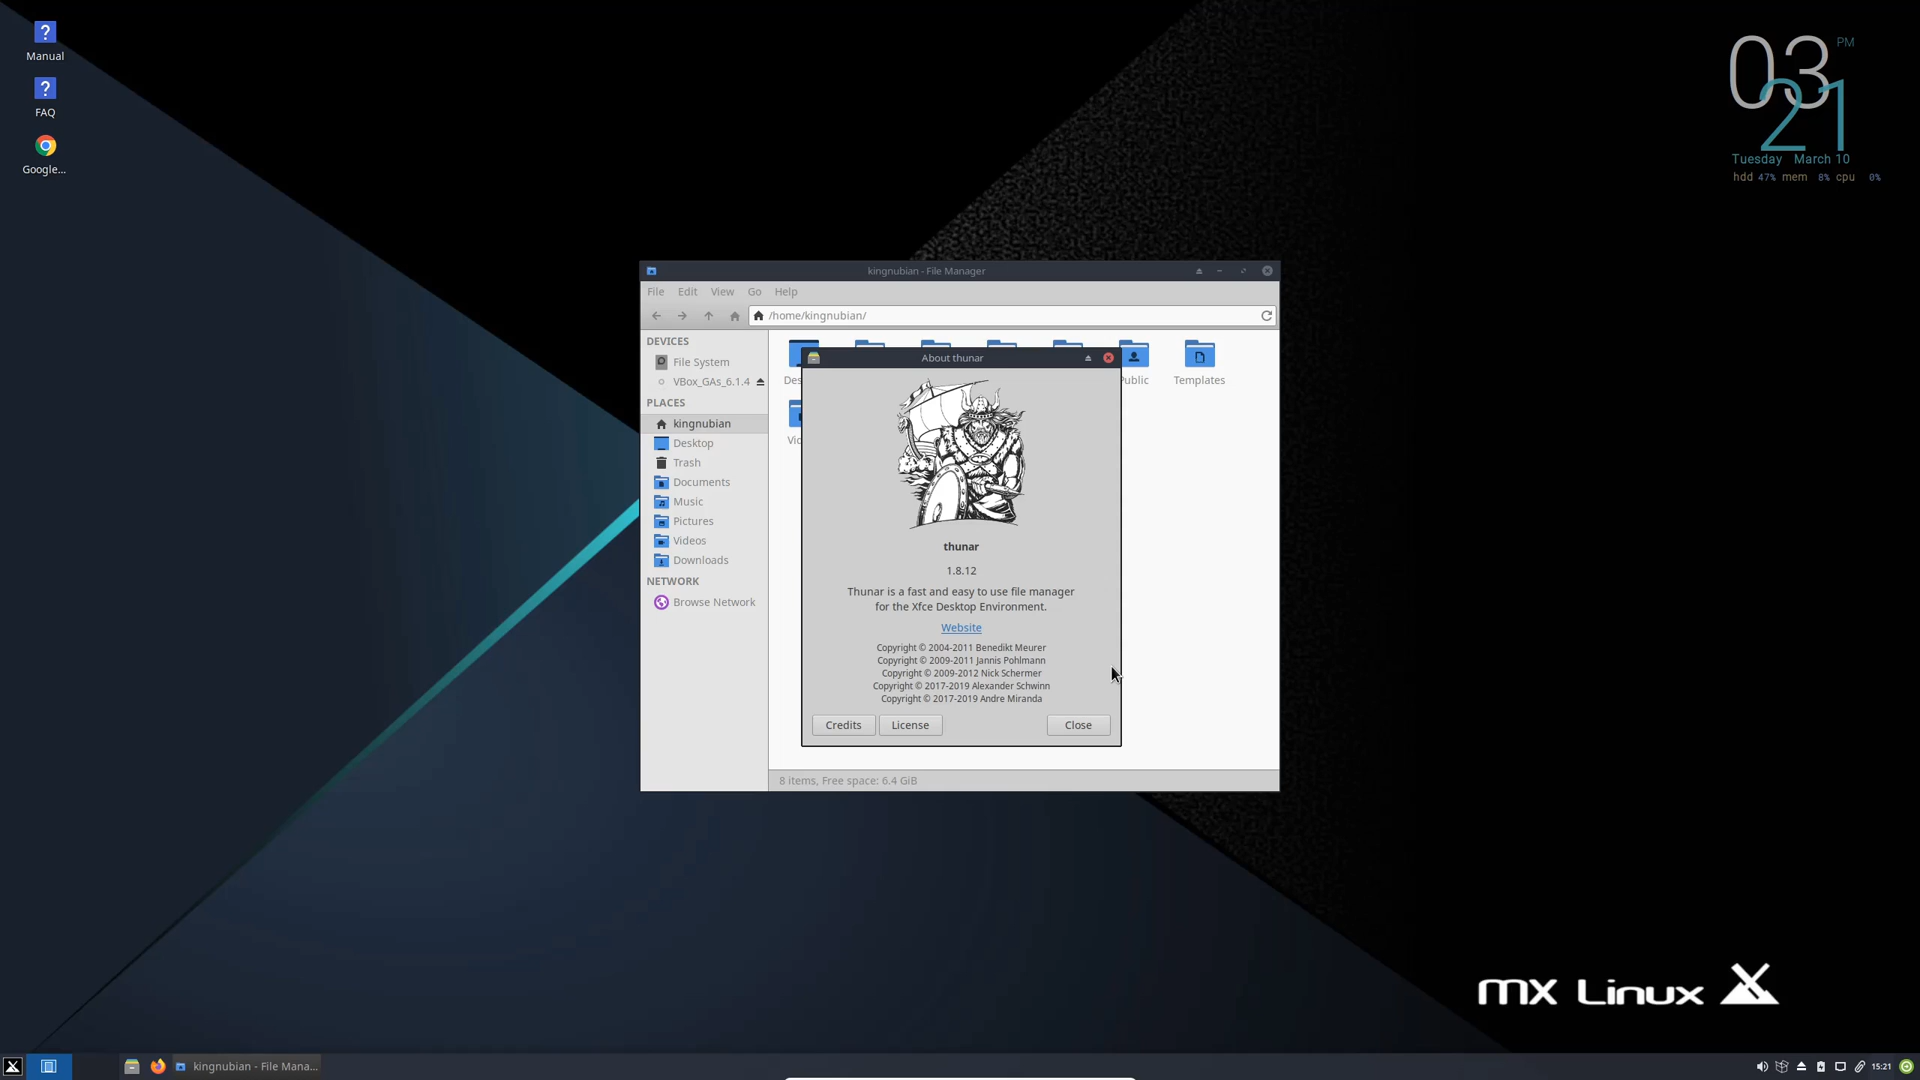 Manual
FAQ
Google...
03 PM
21
Tuesday March 10
hdd 47% mem 8% cpu 0%
kingnubian - File Manager
File Edit View Go Help
/home/kingnubian/
DEVICES
File System
VBox_GAs_6.1.4
PLACES
kingnubian
Desktop
Trash
Documents
Music
Pictures
Videos
Downloads
NETWORK
Browse Network
Templates
About thunar
thunar
1.8.12
Thunar is a fast and easy to use file manager
for the Xfce Desktop Environment.
Website
Copyright © 2004-2011 Benedikt Meurer
Copyright © 2009-2011 Jannis Pohlmann
Copyright © 2009-2012 Nick Schermer
Copyright © 2017-2019 Alexander Schwinn
Copyright © 2017-2019 Andre Miranda
Credits License Close
8 items, Free space: 6.4 GiB
MX Linux
kingnubian - File Mana...
15:21